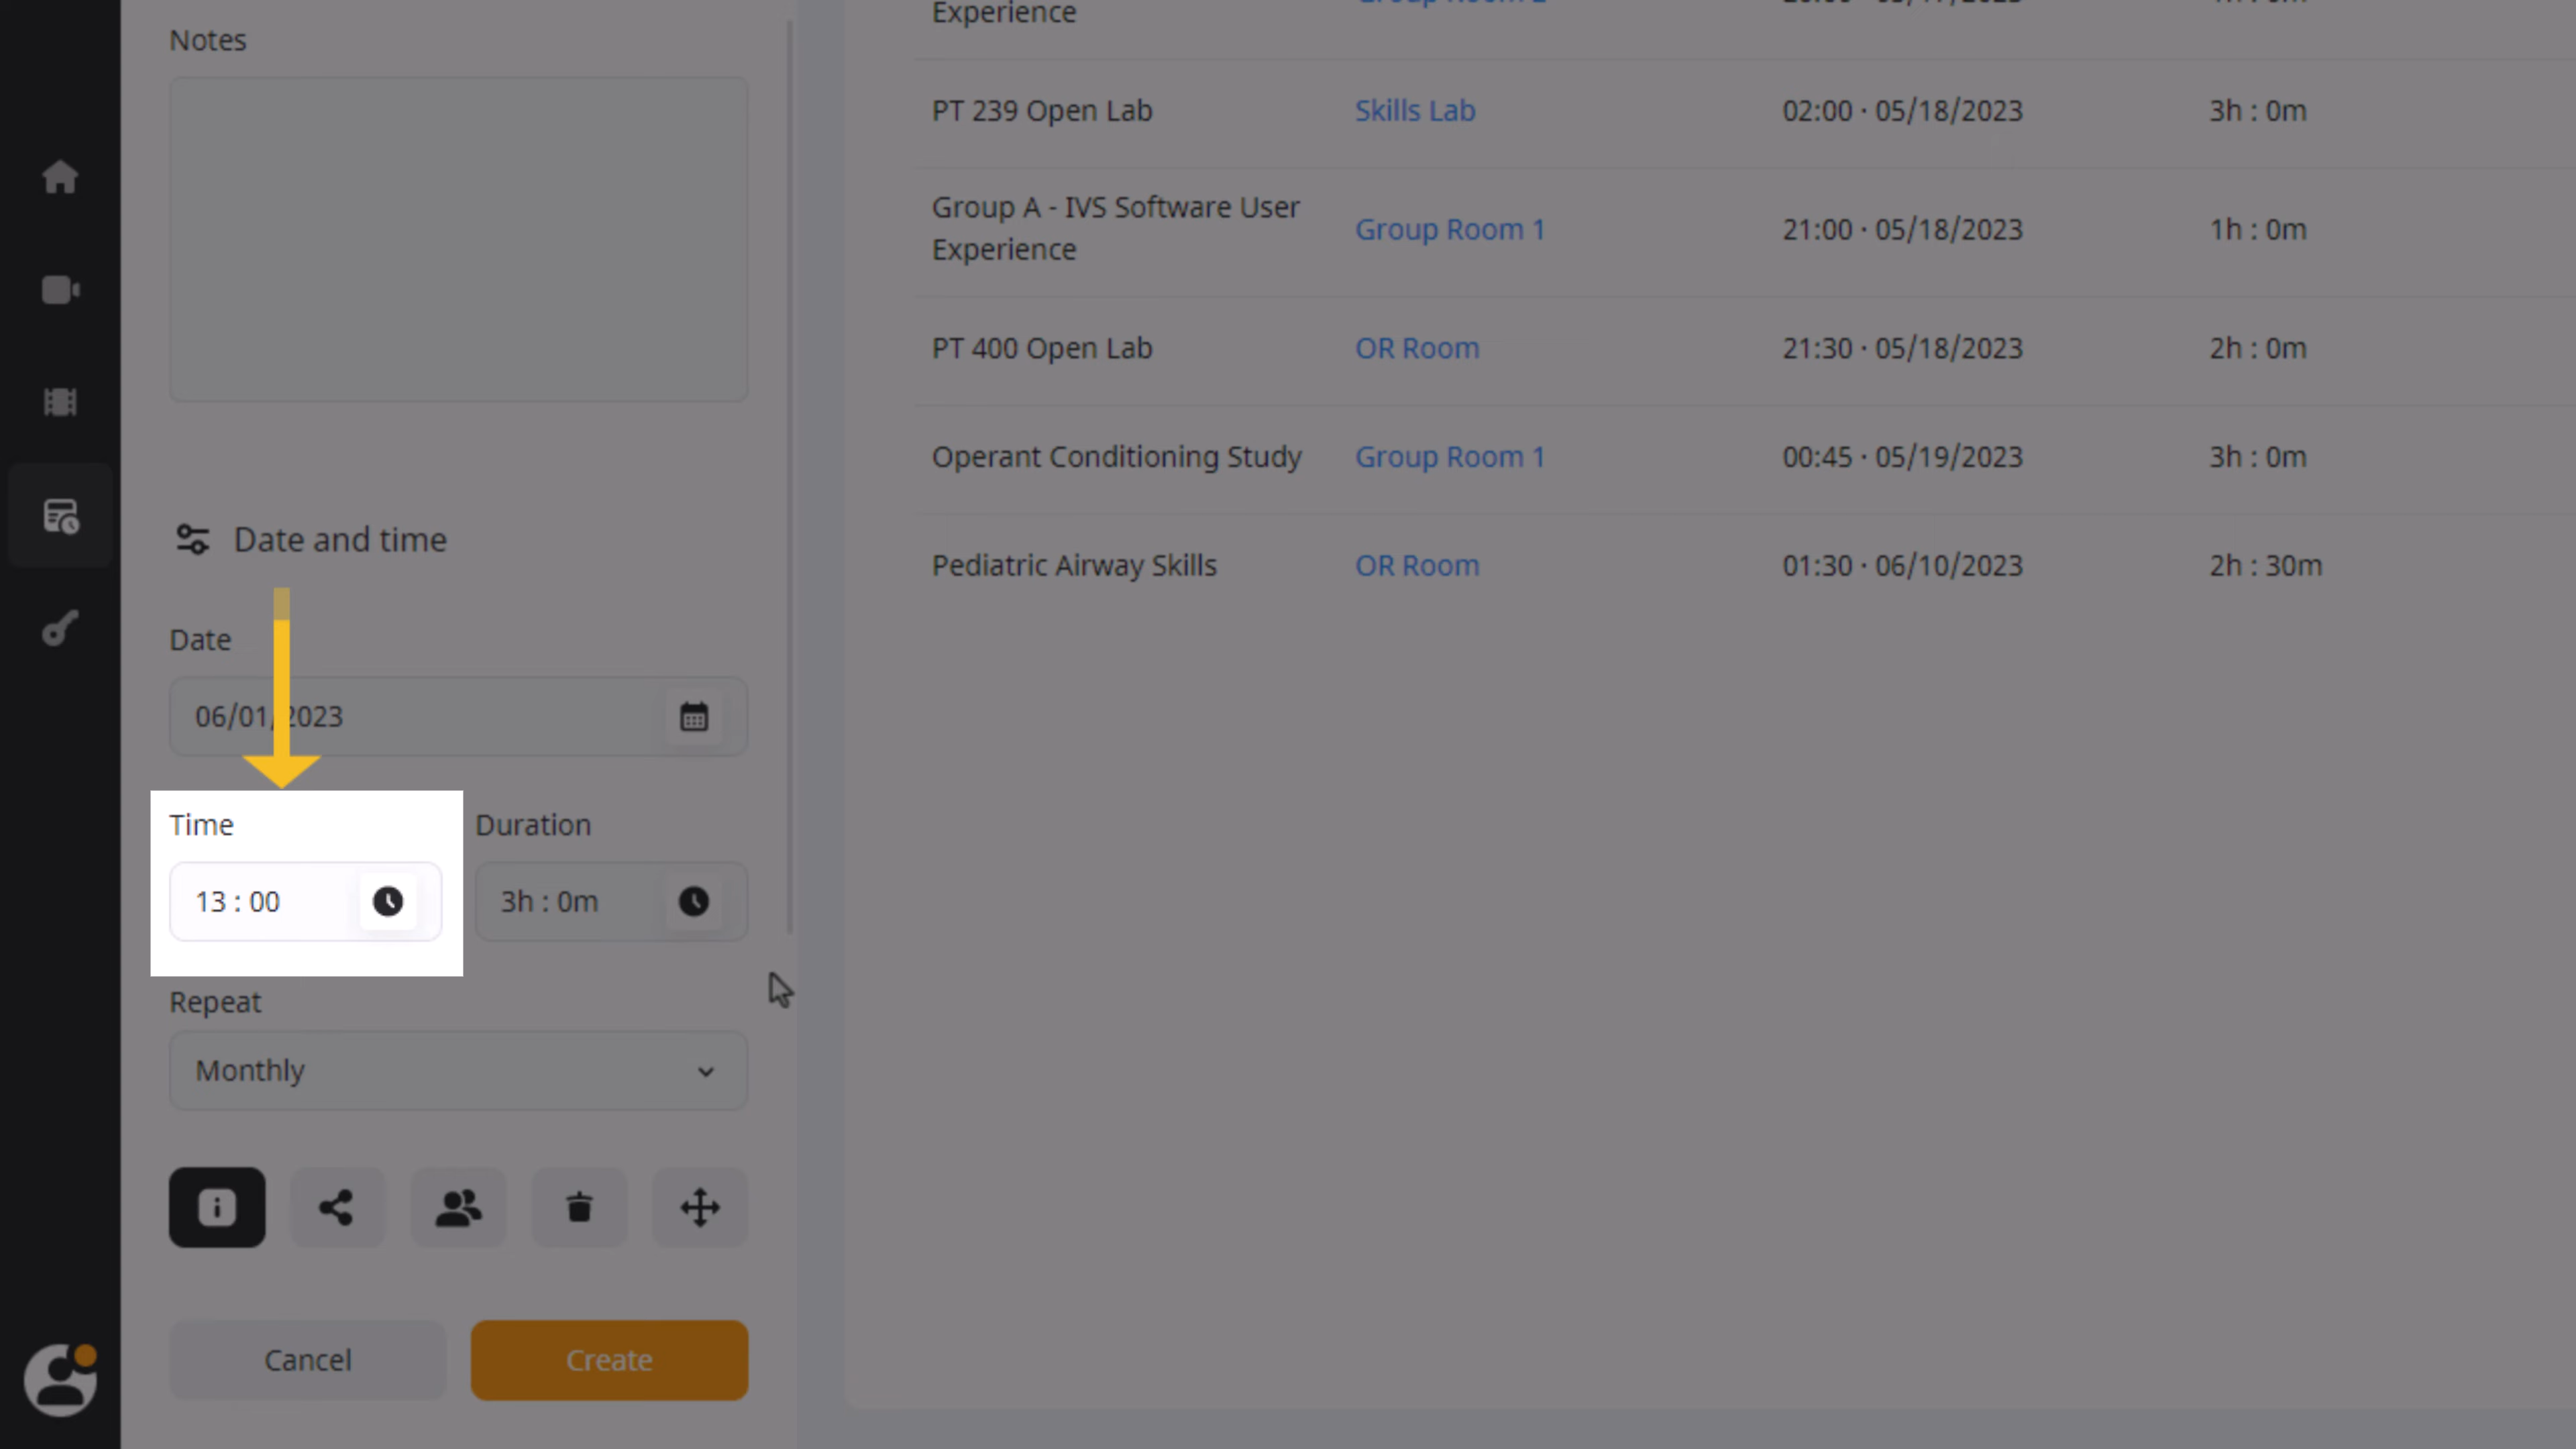 Notes
Date and time
Date
06/01/2023
Time
Duration
13 : 00
3h : 0m
Repeat
Monthly
Cancel
Create
Experience
PT 239 Open Lab Skills Lab 02:00 · 05/18/2023 3h : 0m
Group A - IVS Software User
Experience
Group Room 1 21:00 · 05/18/2023 1h : 0m
PT 400 Open Lab OR Room 21:30 · 05/18/2023 2h : 0m
Operant Conditioning Study Group Room 1 00:45 · 05/19/2023 3h : 0m
Pediatric Airway Skills OR Room 01:30 · 06/10/2023 2h : 30m